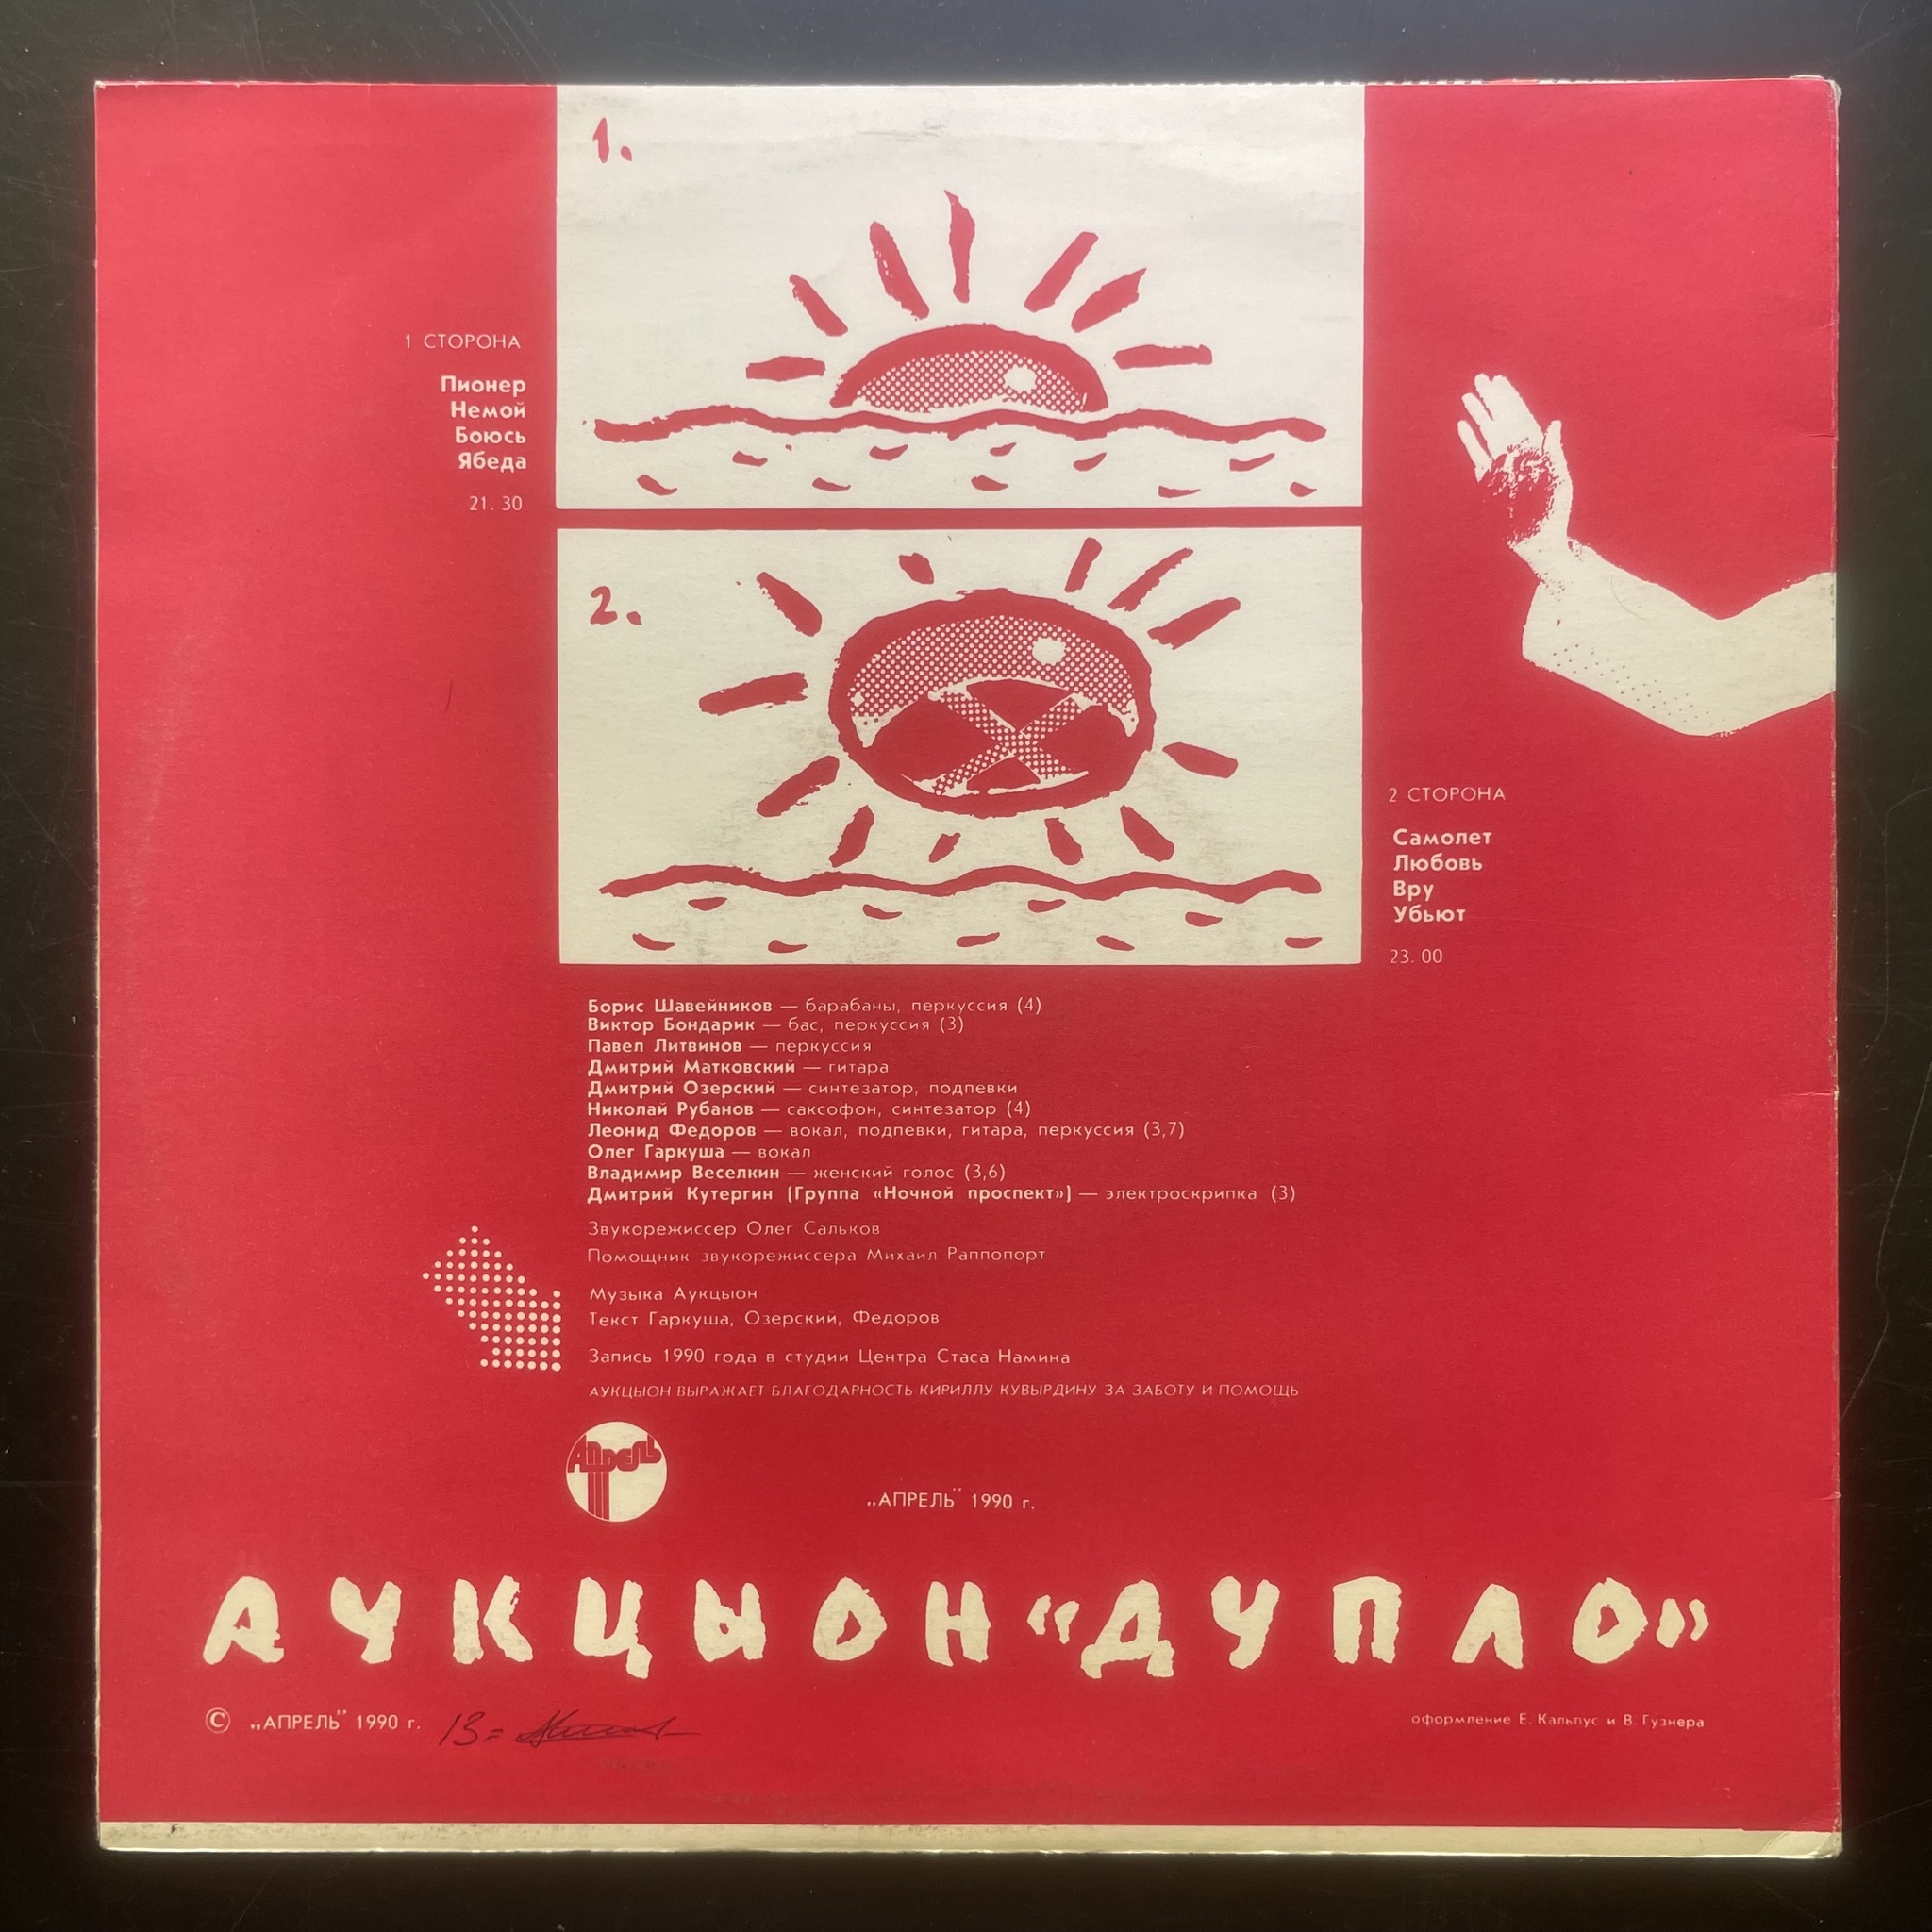 1.
1 СТОРОНА
Пионер
Немой
Боюсь
Ябеда
21.30
2.
2 СТОРОНА
Самолет
Любовь
Вру
Убьют
23.00
Борис Шавейников — барабаны, перкуссия (4)
Виктор Бондарик — бас, перкуссия (3)
Павел Литвинов — перкуссия
Дмитрий Матковский — гитара
Дмитрий Озерский — синтезатор, подпевки
Николай Рубанов — саксофон, синтезатор (4)
Леонид Федоров — вокал, подпевки, гитара, перкуссия (3,7)
Олег Гаркуша — вокал
Владимир Веселкин — женский голос (3,6)
Дмитрий Кутергин (Группа «Ночной проспект») — электроскрипка (3)
Звукорежиссер Олег Сальков
Помощник звукорежиссера Михаил Раппопорт
Музыка Аукцыон
Текст Гаркуша, Озерский, Федоров
Запись 1990 года в студии Центра Стаса Намина
АУКЦЫОН ВЫРАЖАЕТ БЛАГОДАРНОСТЬ КИРИЛЛУ КУВЫРДИНУ ЗА ЗАБОТУ И ПОМОЩЬ
АПРЕЛЬ
„АПРЕЛЬ" 1990 г.
АУКЦЫОН «ДУПЛО»
© „АПРЕЛЬ" 1990 г. 13=
оформление Е. Кальпус и В. Гузнера